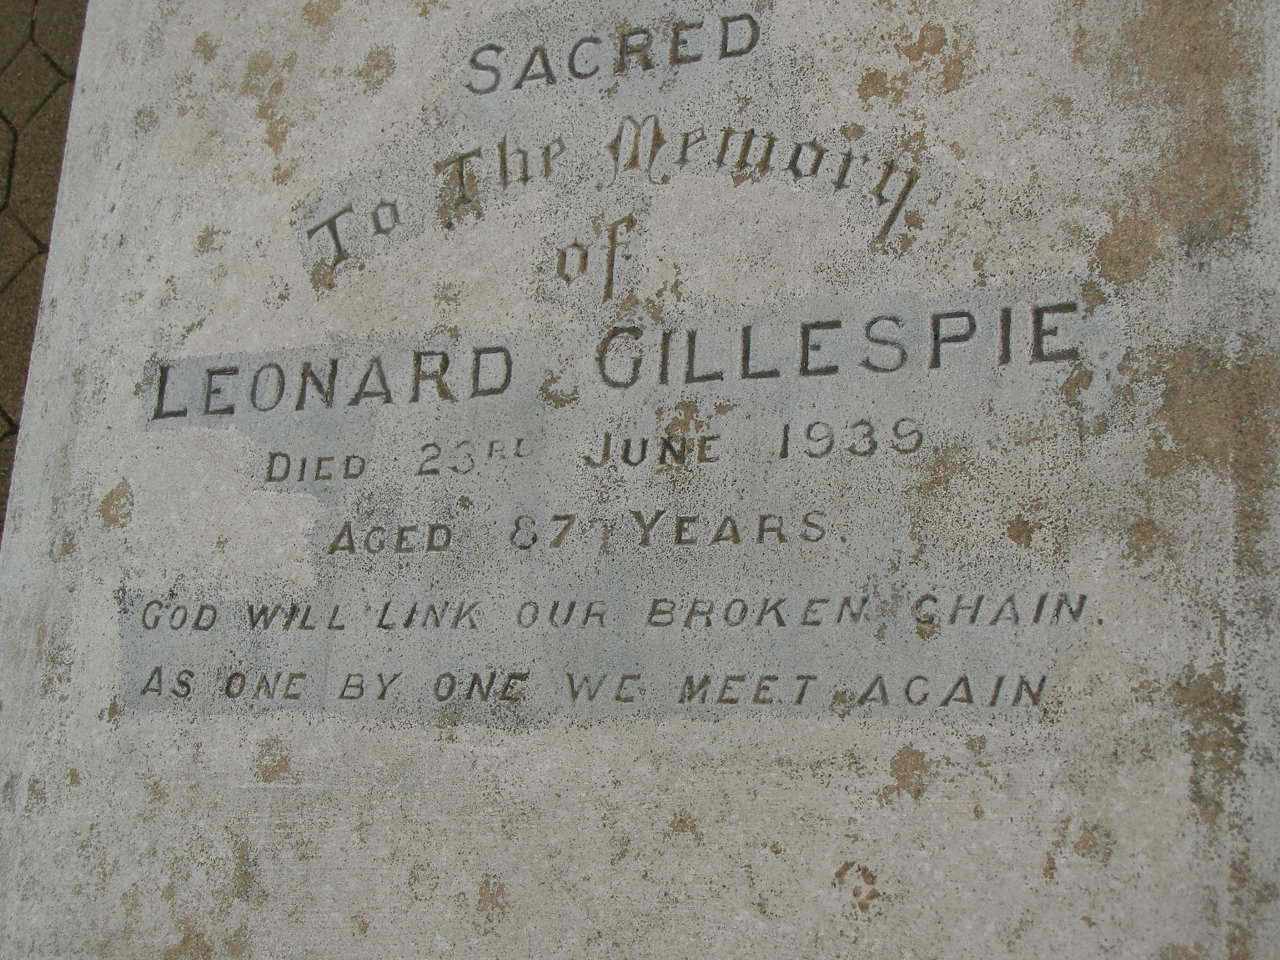 SACRED
To The Memory
of
LEONARD GILLESPIE
DIED 23RD JUNE 1939
AGED 87 YEARS.
GOD WILL LINK OUR BROKEN CHAIN.
AS ONE BY ONE WE MEET AGAIN